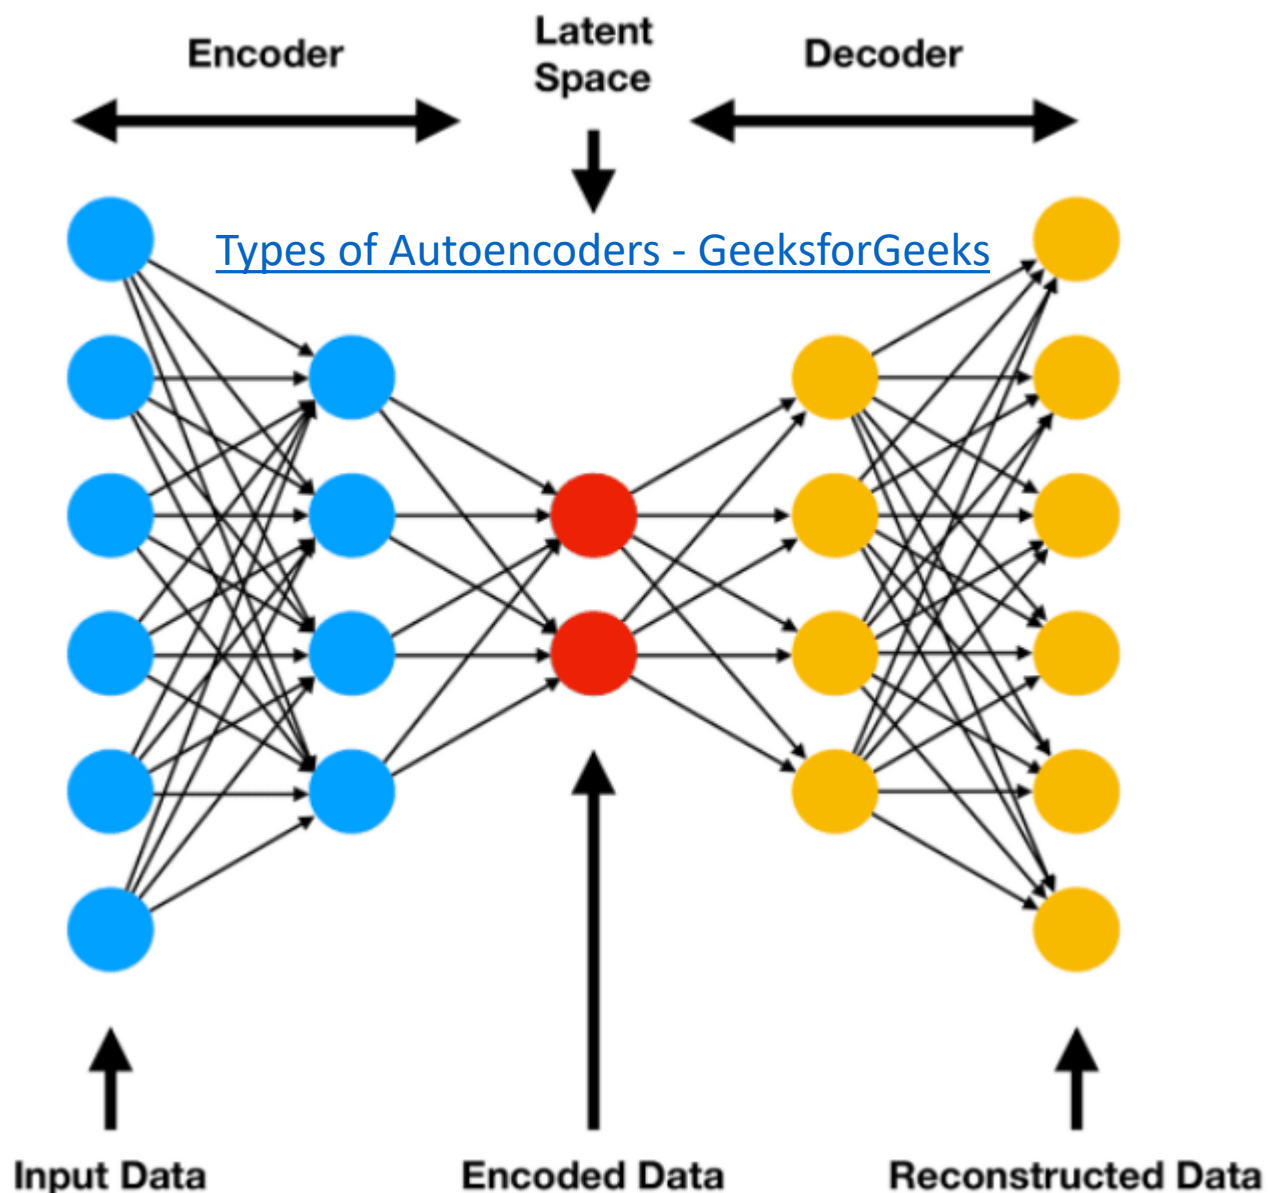 Encoder
Latent
Space
Decoder
Types of Autoencoders - GeeksforGeeks
Input Data
Encoded Data
Reconstructed Data